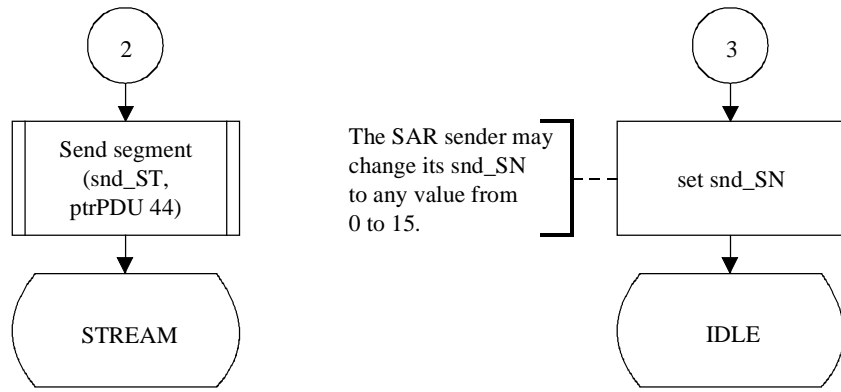 2
Send segment
(snd_ST,
ptrPDU 44)
STREAM
The SAR sender may
change its snd_SN
to any value from
0 to 15.
3
set snd_SN
IDLE